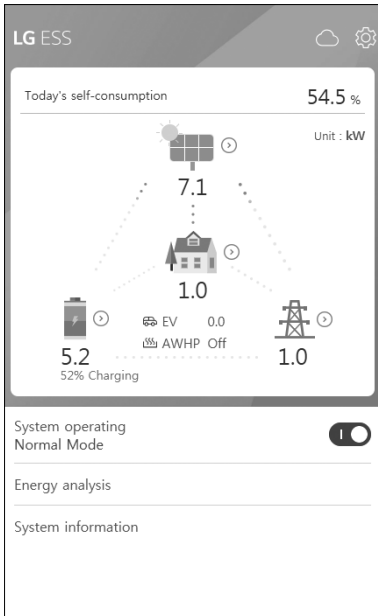 LG ESS
Today's self-consumption 54.5 %
Unit : kW
7.1
1.0
EV 0.0
AWHP Off
5.2
52% Charging
1.0
System operating
Normal Mode
Energy analysis
System information